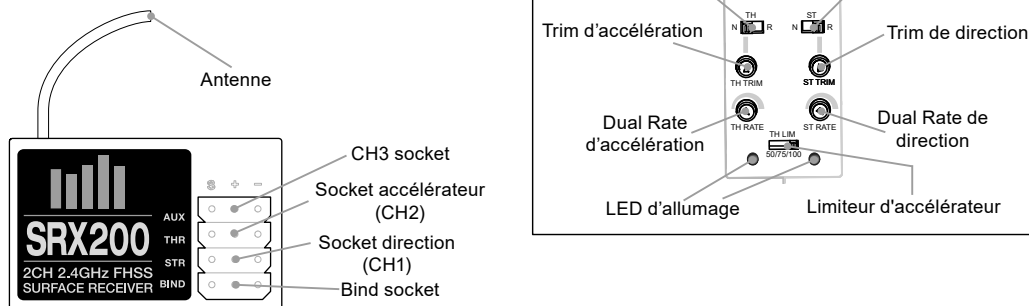 Antenne
CH3 socket
Socket accélérateur
(CH2)
Socket direction
(CH1)
Bind socket
S + –
AUX
THR
STR
BIND
SRX200
2CH 2.4GHz FHSS
SURFACE RECEIVER
TH
ST
N R
N R
Trim d'accélération
Trim de direction
TH TRIM
ST TRIM
Dual Rate
d'accélération
Dual Rate de
direction
TH RATE
ST RATE
TH LIM
50/75/100
LED d'allumage
Limiteur d'accélérateur